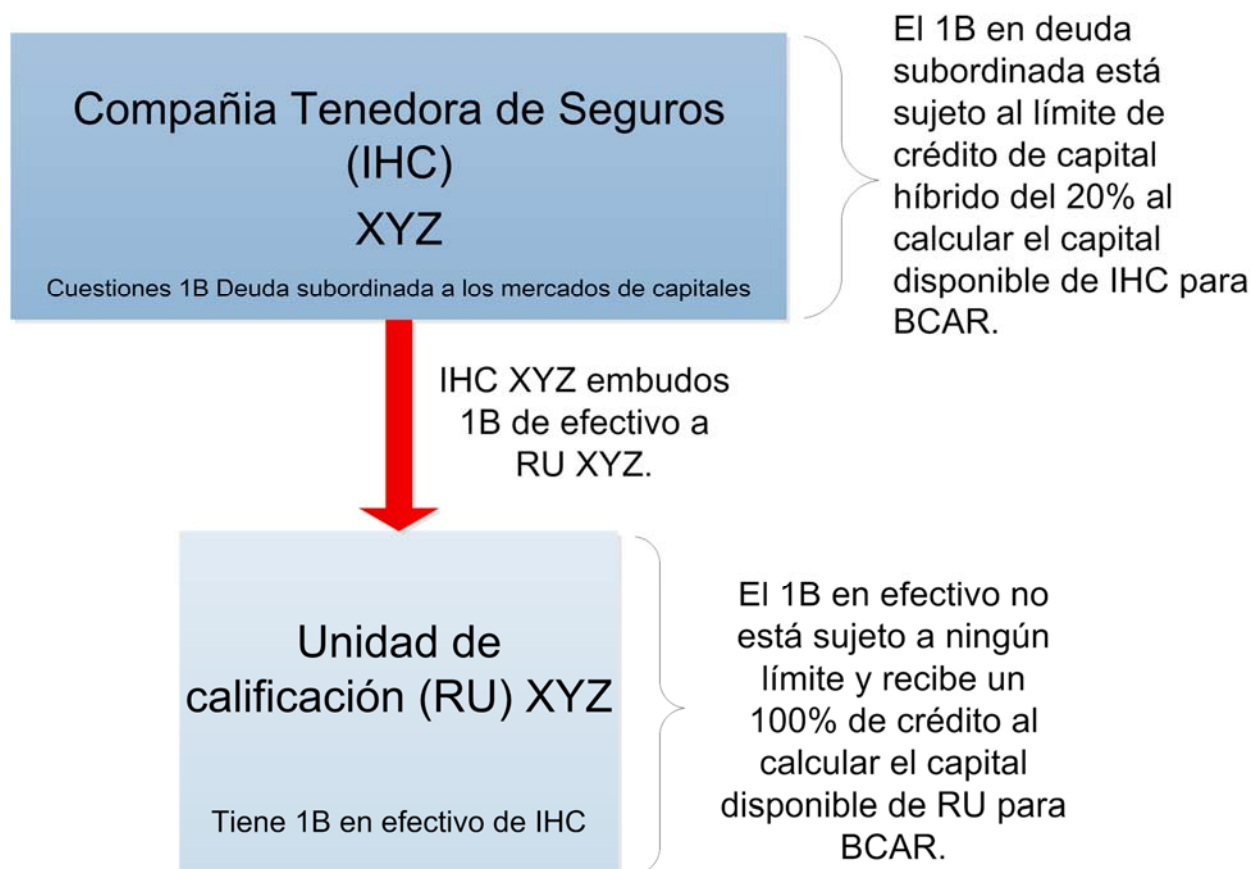 Compañia Tenedora de Seguros
(IHC)
XYZ
Cuestiones 1B Deuda subordinada a los mercados de capitales
El 1B en deuda
subordinada está
sujeto al límite de
crédito de capital
híbrido del 20% al
calcular el capital
disponible de IHC para
BCAR.
IHC XYZ embudos
1B de efectivo a
RU XYZ.
Unidad de
calificación (RU) XYZ
Tiene 1B en efectivo de IHC
El 1B en efectivo no
está sujeto a ningún
límite y recibe un
100% de crédito al
calcular el capital
disponible de RU para
BCAR.